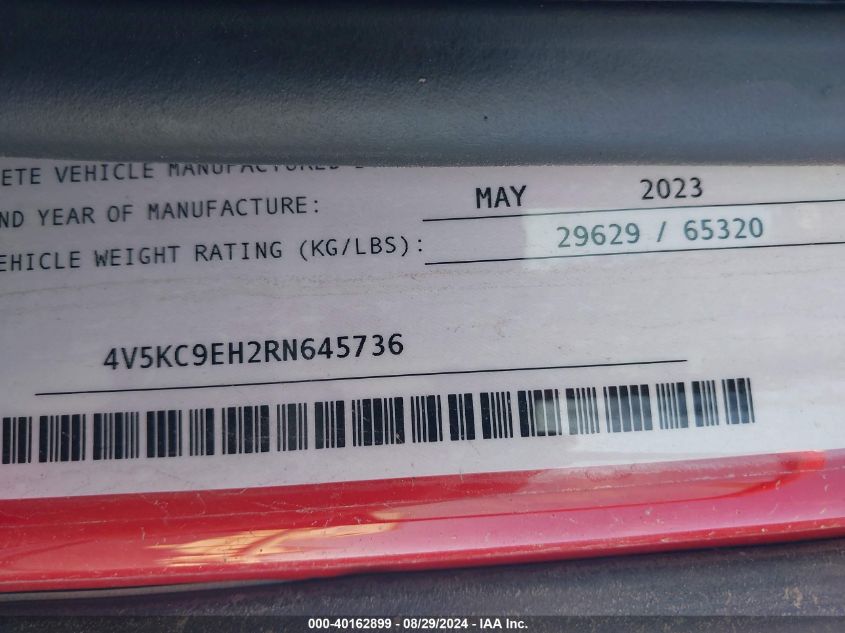 ETE VEHICLE MANUFACTURED
ND YEAR OF MANUFACTURE: MAY 2023
EHICLE WEIGHT RATING (KG/LBS): 29629 / 65320
4V5KC9EH2RN645736
000-40162899 - 08/29/2024 - IAA Inc.